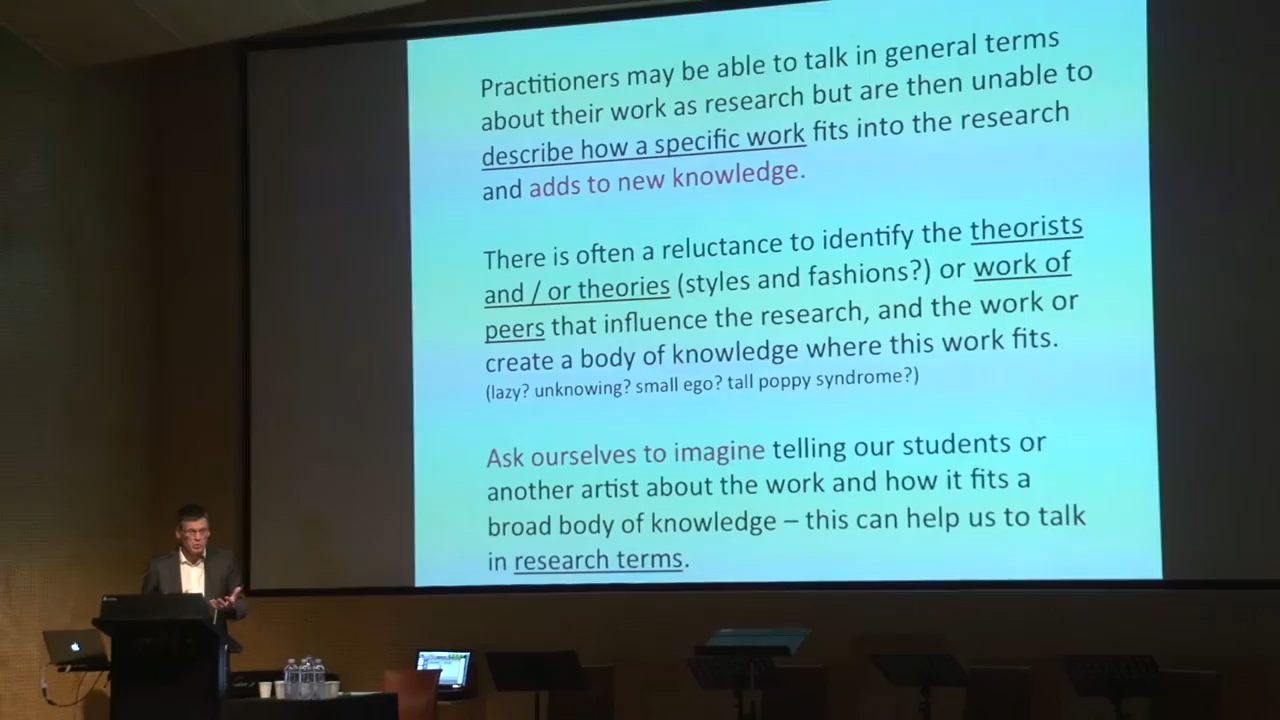 Practitioners may be able to talk in general terms
about their work as research but are then unable to
describe how a specific work fits into the research
and adds to new knowledge.
There is often a reluctance to identify the theorists
and / or theories (styles and fashions?) or work of
peers that influence the research, and the work or
create a body of knowledge where this work fits.
(lazy? unknowing? small ego? tall poppy syndrome?)
Ask ourselves to imagine telling our students or
another artist about the work and how it fits a
broad body of knowledge – this can help us to talk
in research terms.